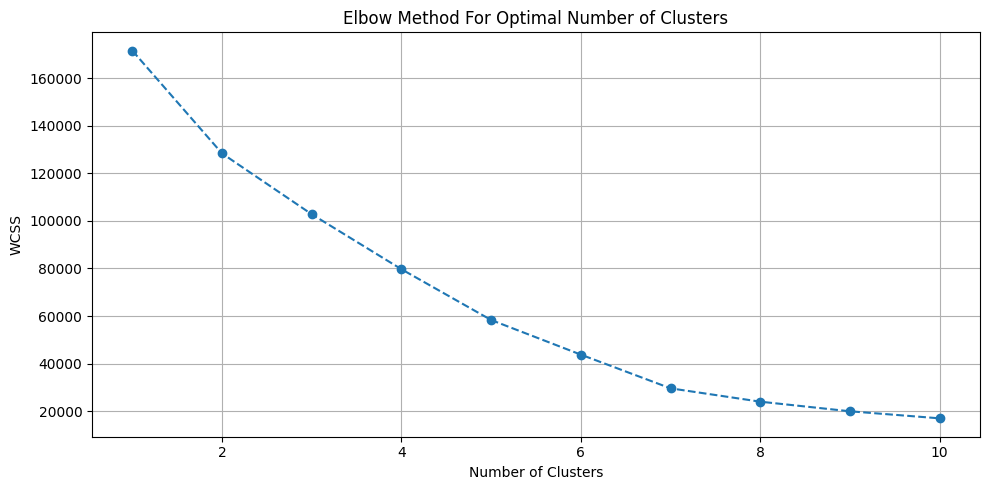 Elbow Method For Optimal Number of Clusters
160000
140000
120000
100000
80000
60000
40000
20000
WCSS
2 4 6 8 10
Number of Clusters